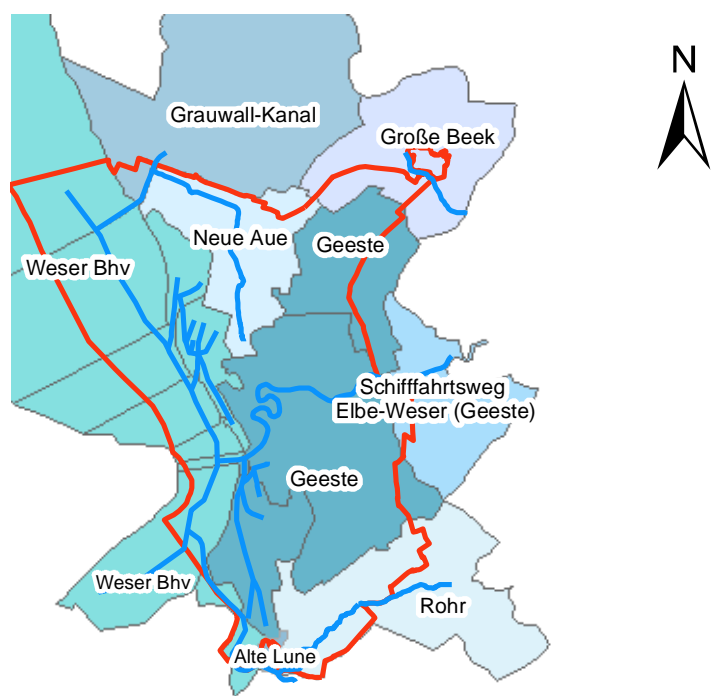 N
Grauwall-Kanal
Große Beek
Neue Aue
Geeste
Weser Bhv
Schifffahrtsweg
Elbe-Weser (Geeste)
Geeste
Weser Bhv
Rohr
Alte Lune